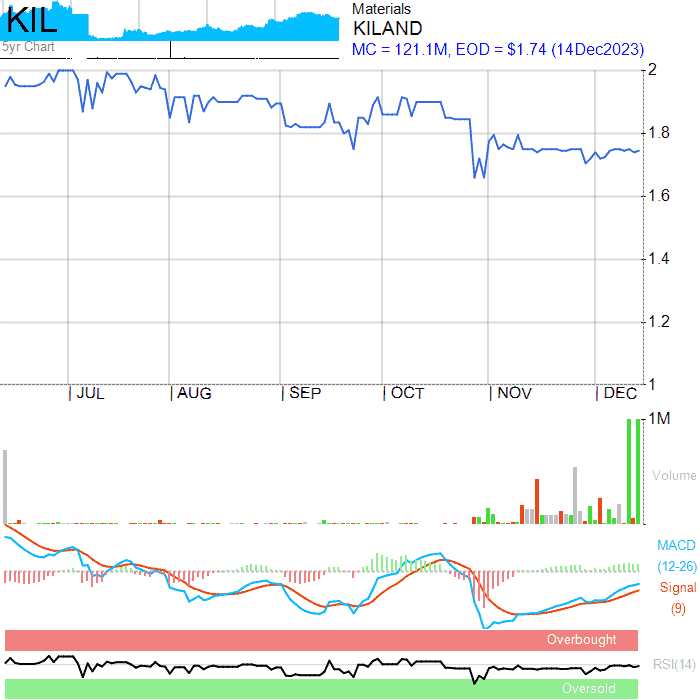 KIL
5yr Chart
Materials
KILAND
MC = 121.1M, EOD = $1.74 (14Dec2023)
2
1.8
1.6
1.4
1.2
1
JUL AUG SEP OCT NOV DEC
1M
Volume
MACD
(12-26)
Signal
(9)
Overbought
RSI(14)
Oversold